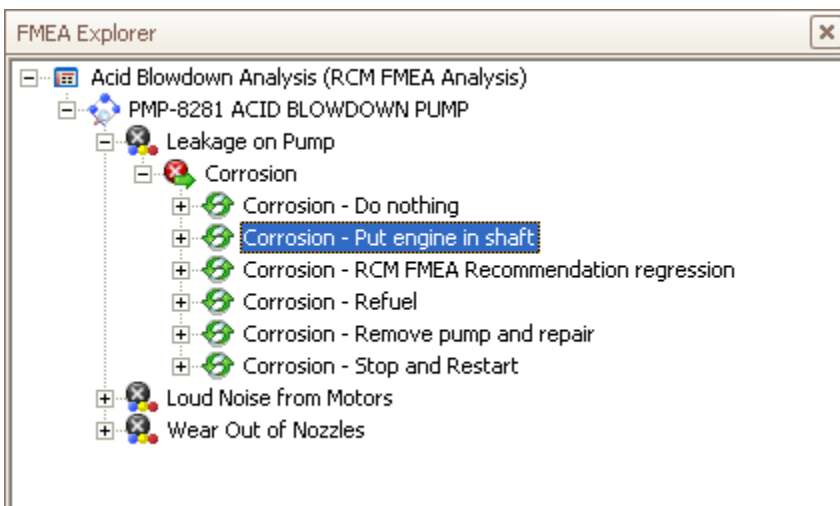 FMEA Explorer
Acid Blowdown Analysis (RCM FMEA Analysis)
PMP-8281 ACID BLOWDOWN PUMP
Leakage on Pump
Corrosion
Corrosion - Do nothing
Corrosion - Put engine in shaft
Corrosion - RCM FMEA Recommendation regression
Corrosion - Refuel
Corrosion - Remove pump and repair
Corrosion - Stop and Restart
Loud Noise from Motors
Wear Out of Nozzles